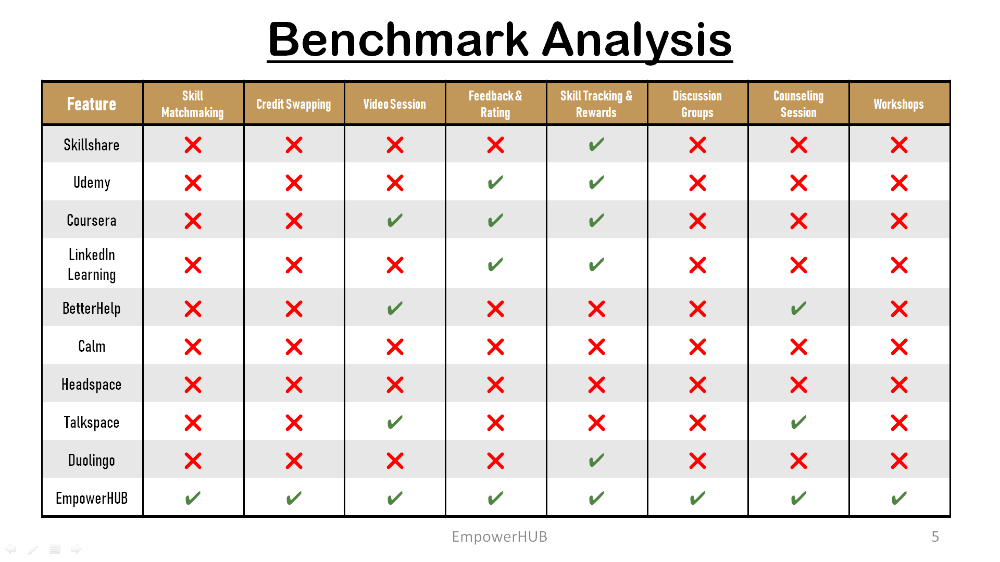 Benchmark Analysis
Feature Skill Matchmaking Credit Swapping Video Session Feedback & Rating Skill Tracking & Rewards Discussion Groups Counseling Session Workshops
Skillshare ❌ ❌ ❌ ❌ ✔ ❌ ❌ ❌
Udemy ❌ ❌ ❌ ✔ ✔ ❌ ❌ ❌
Coursera ❌ ❌ ✔ ✔ ✔ ❌ ❌ ❌
LinkedIn Learning ❌ ❌ ❌ ✔ ✔ ❌ ❌ ❌
BetterHelp ❌ ❌ ✔ ❌ ❌ ❌ ✔ ❌
Calm ❌ ❌ ❌ ❌ ❌ ❌ ❌ ❌
Headspace ❌ ❌ ❌ ❌ ❌ ❌ ❌ ❌
Talkspace ❌ ❌ ✔ ❌ ❌ ❌ ✔ ❌
Duolingo ❌ ❌ ❌ ❌ ✔ ❌ ❌ ❌
EmpowerHUB ✔ ✔ ✔ ✔ ✔ ✔ ✔ ✔
EmpowerHUB 5